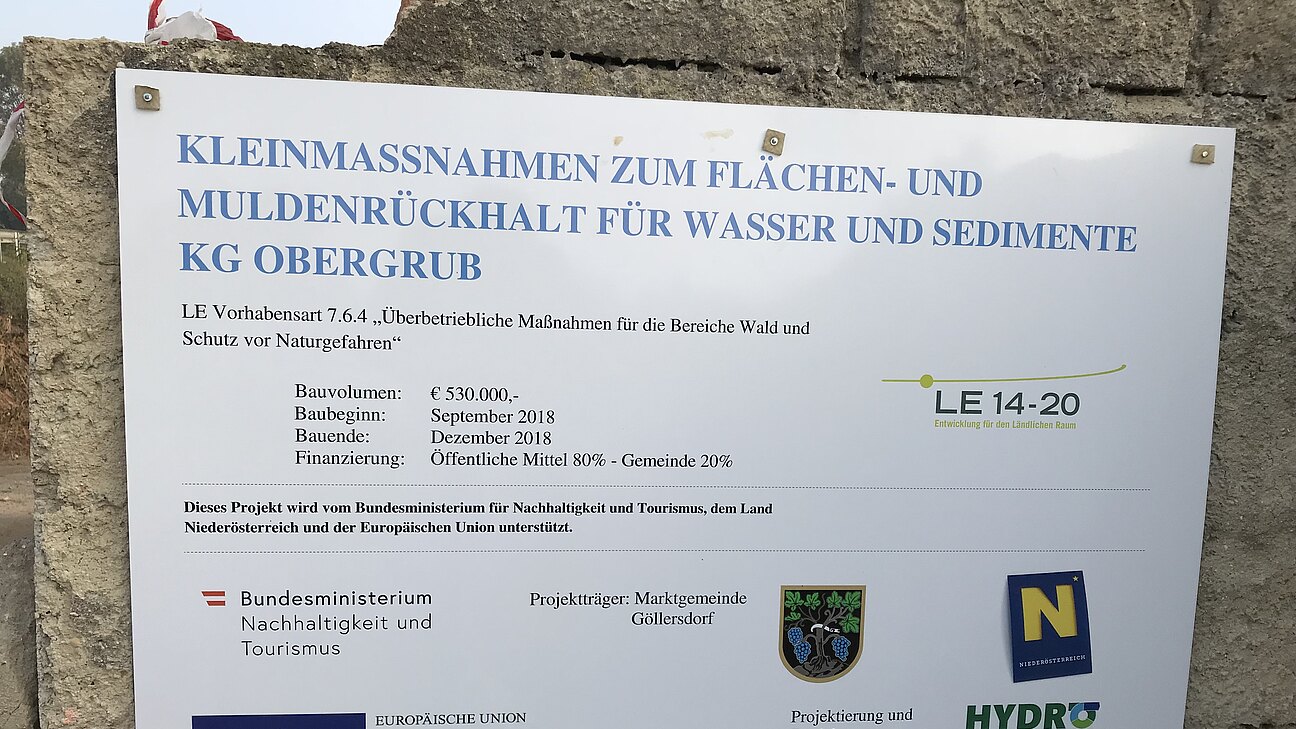 KLEINMASSNAHMEN ZUM FLÄCHEN- UND
MULDENRÜCKHALT FÜR WASSER UND SEDIMENTE
KG OBERGRUB
LE Vorhabensart 7.6.4 „Überbetriebliche Maßnahmen für die Bereiche Wald und
Schutz vor Naturgefahren“
Bauvolumen: € 530.000,-
Baubeginn: September 2018
Bauende: Dezember 2018
Finanzierung: Öffentliche Mittel 80% - Gemeinde 20%
LE 14-20
Entwicklung für den Ländlichen Raum
Dieses Projekt wird vom Bundesministerium für Nachhaltigkeit und Tourismus, dem Land
Niederösterreich und der Europäischen Union unterstützt.
Bundesministerium
Nachhaltigkeit und
Tourismus
Projektträger: Marktgemeinde
Göllersdorf
N
NIEDERÖSTERREICH
EUROPÄISCHE UNION
Projektierung und
HYDRO